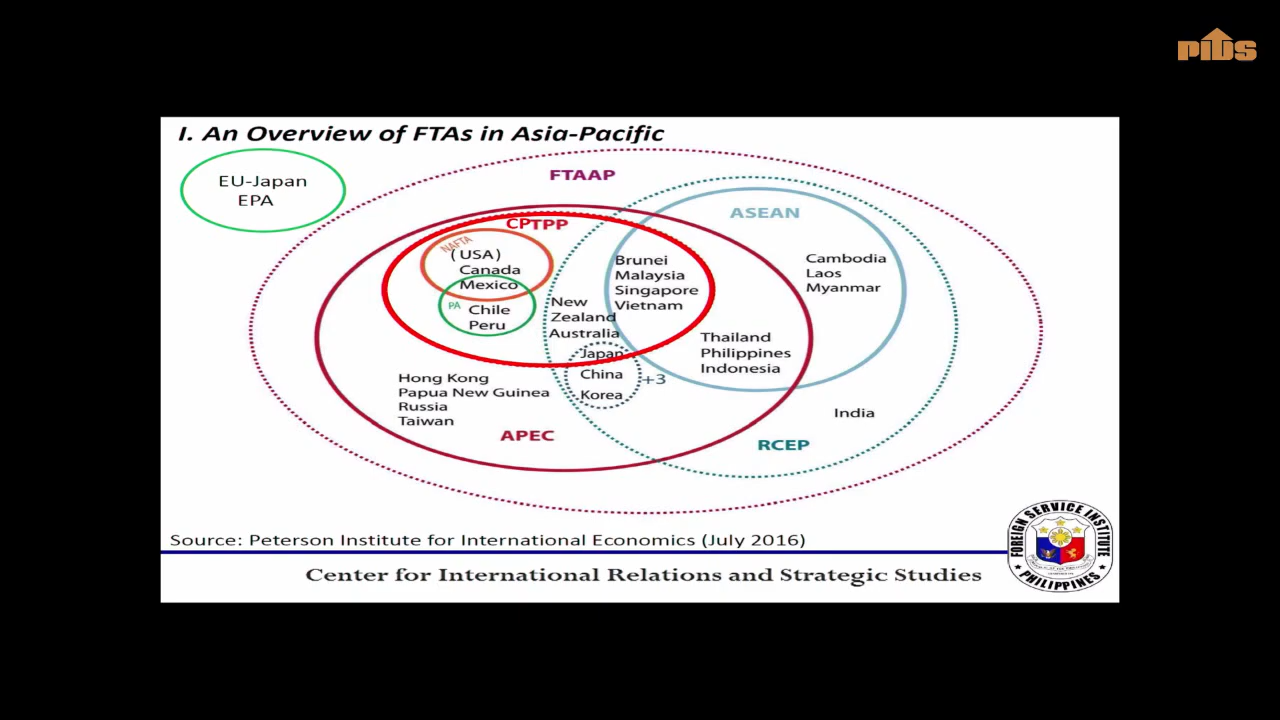 PIDS
I. An Overview of FTAs in Asia-Pacific
EU-Japan
EPA
FTAAP
ASEAN
CPTPP
NAFTA
(USA)
Canada
Mexico
PA
Chile
Peru
New
Zealand
Australia
Brunei
Malaysia
Singapore
Vietnam
Cambodia
Laos
Myanmar
Thailand
Philippines
Indonesia
Japan
China
Korea
+3
Hong Kong
Papua New Guinea
Russia
Taiwan
APEC
India
RCEP
Source: Peterson Institute for International Economics (July 2016)
Center for International Relations and Strategic Studies
FOREIGN SERVICE INSTITUTE
PHILIPPINES